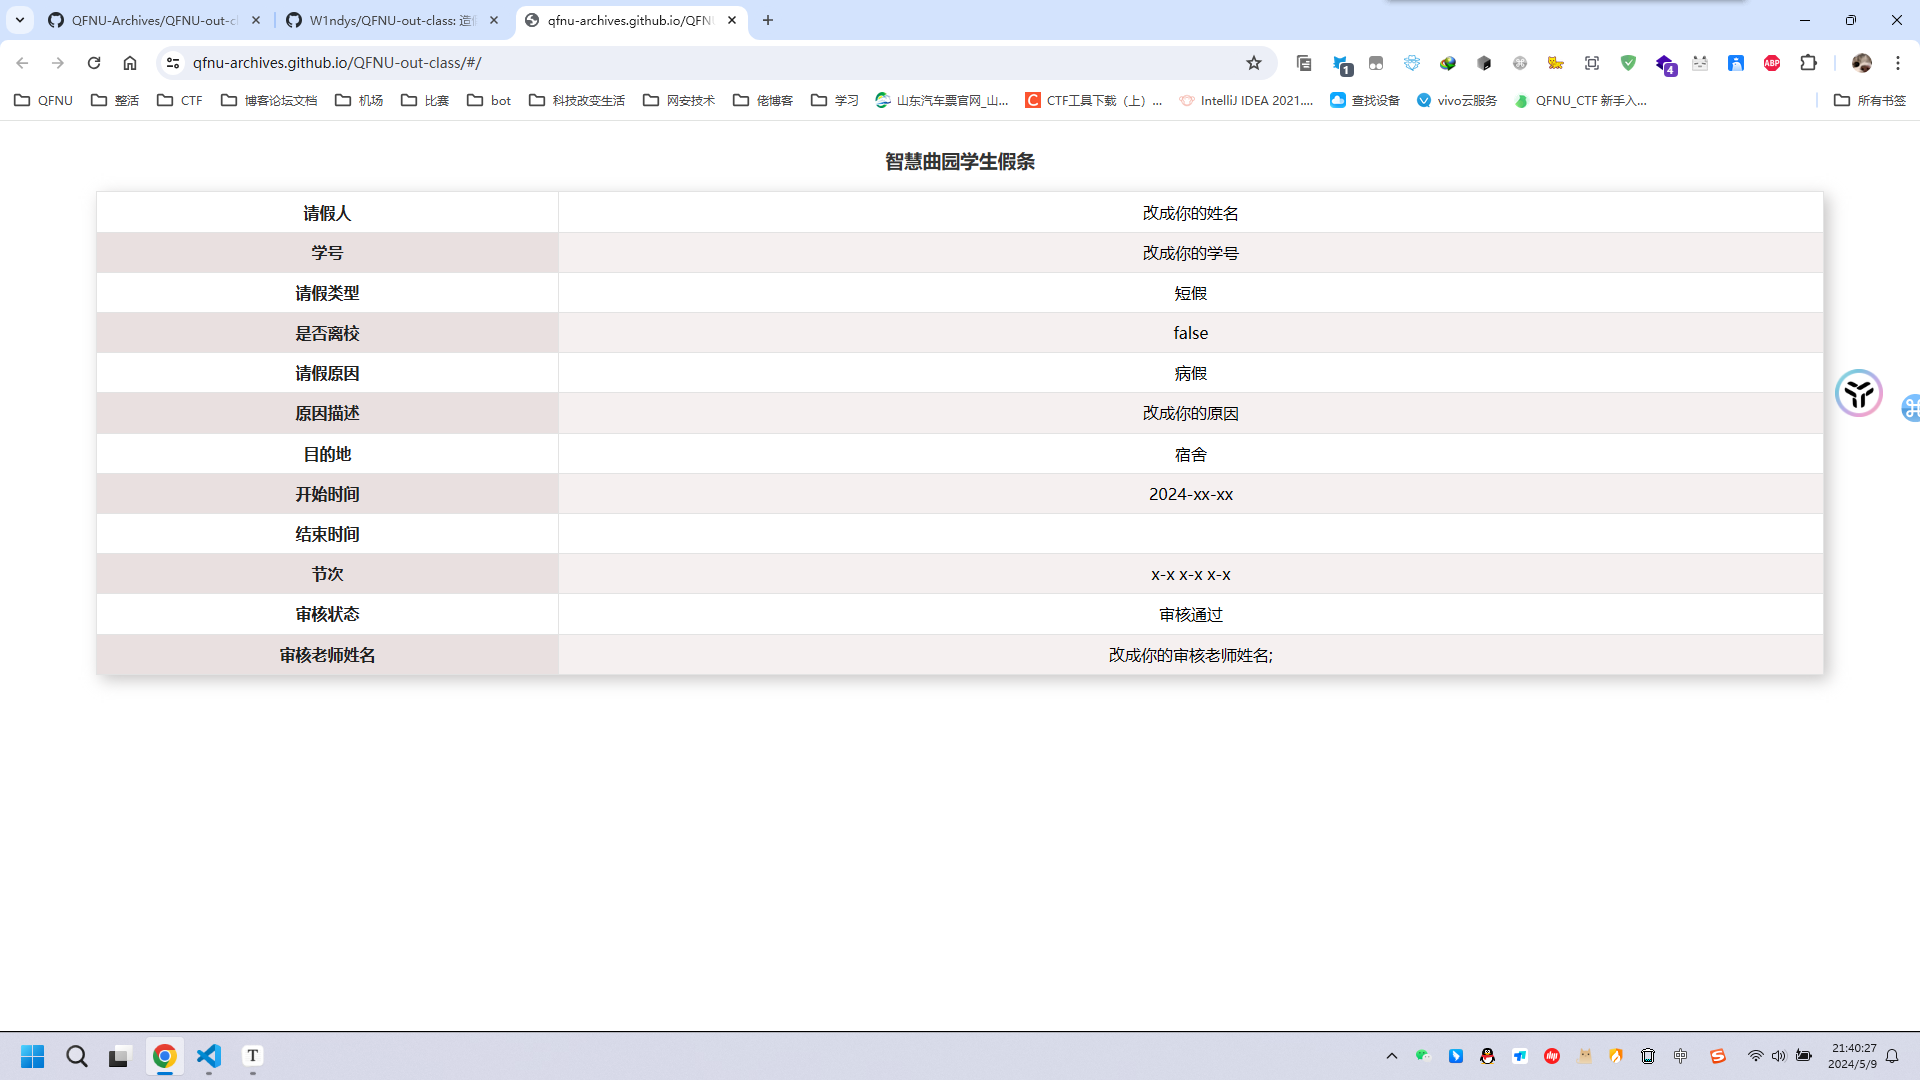 QFNU-Archives/QFNU-out-c
W1ndys/QFNU-out-class: 造
qfnu-archives.github.io/QFN
qfnu-archives.github.io/QFNU-out-class/#/
1
4
ABP
QFNU
整活
CTF
博客论坛文档
机场
比赛
bot
科技改变生活
网安技术
佬博客
学习
山东汽车票官网_山...
CTF工具下载（上）...
IntelliJ IDEA 2021....
查找设备
vivo云服务
QFNU_CTF 新手入...
所有书签
智慧曲园学生假条
请假人 改成你的姓名
学号 改成你的学号
请假类型 短假
是否离校 false
请假原因 病假
原因描述 改成你的原因
目的地 宿舍
开始时间 2024-xx-xx
结束时间
节次 x-x x-x x-x
审核状态 审核通过
审核老师姓名 改成你的审核老师姓名;
T
中
21:40:27
2024/5/9